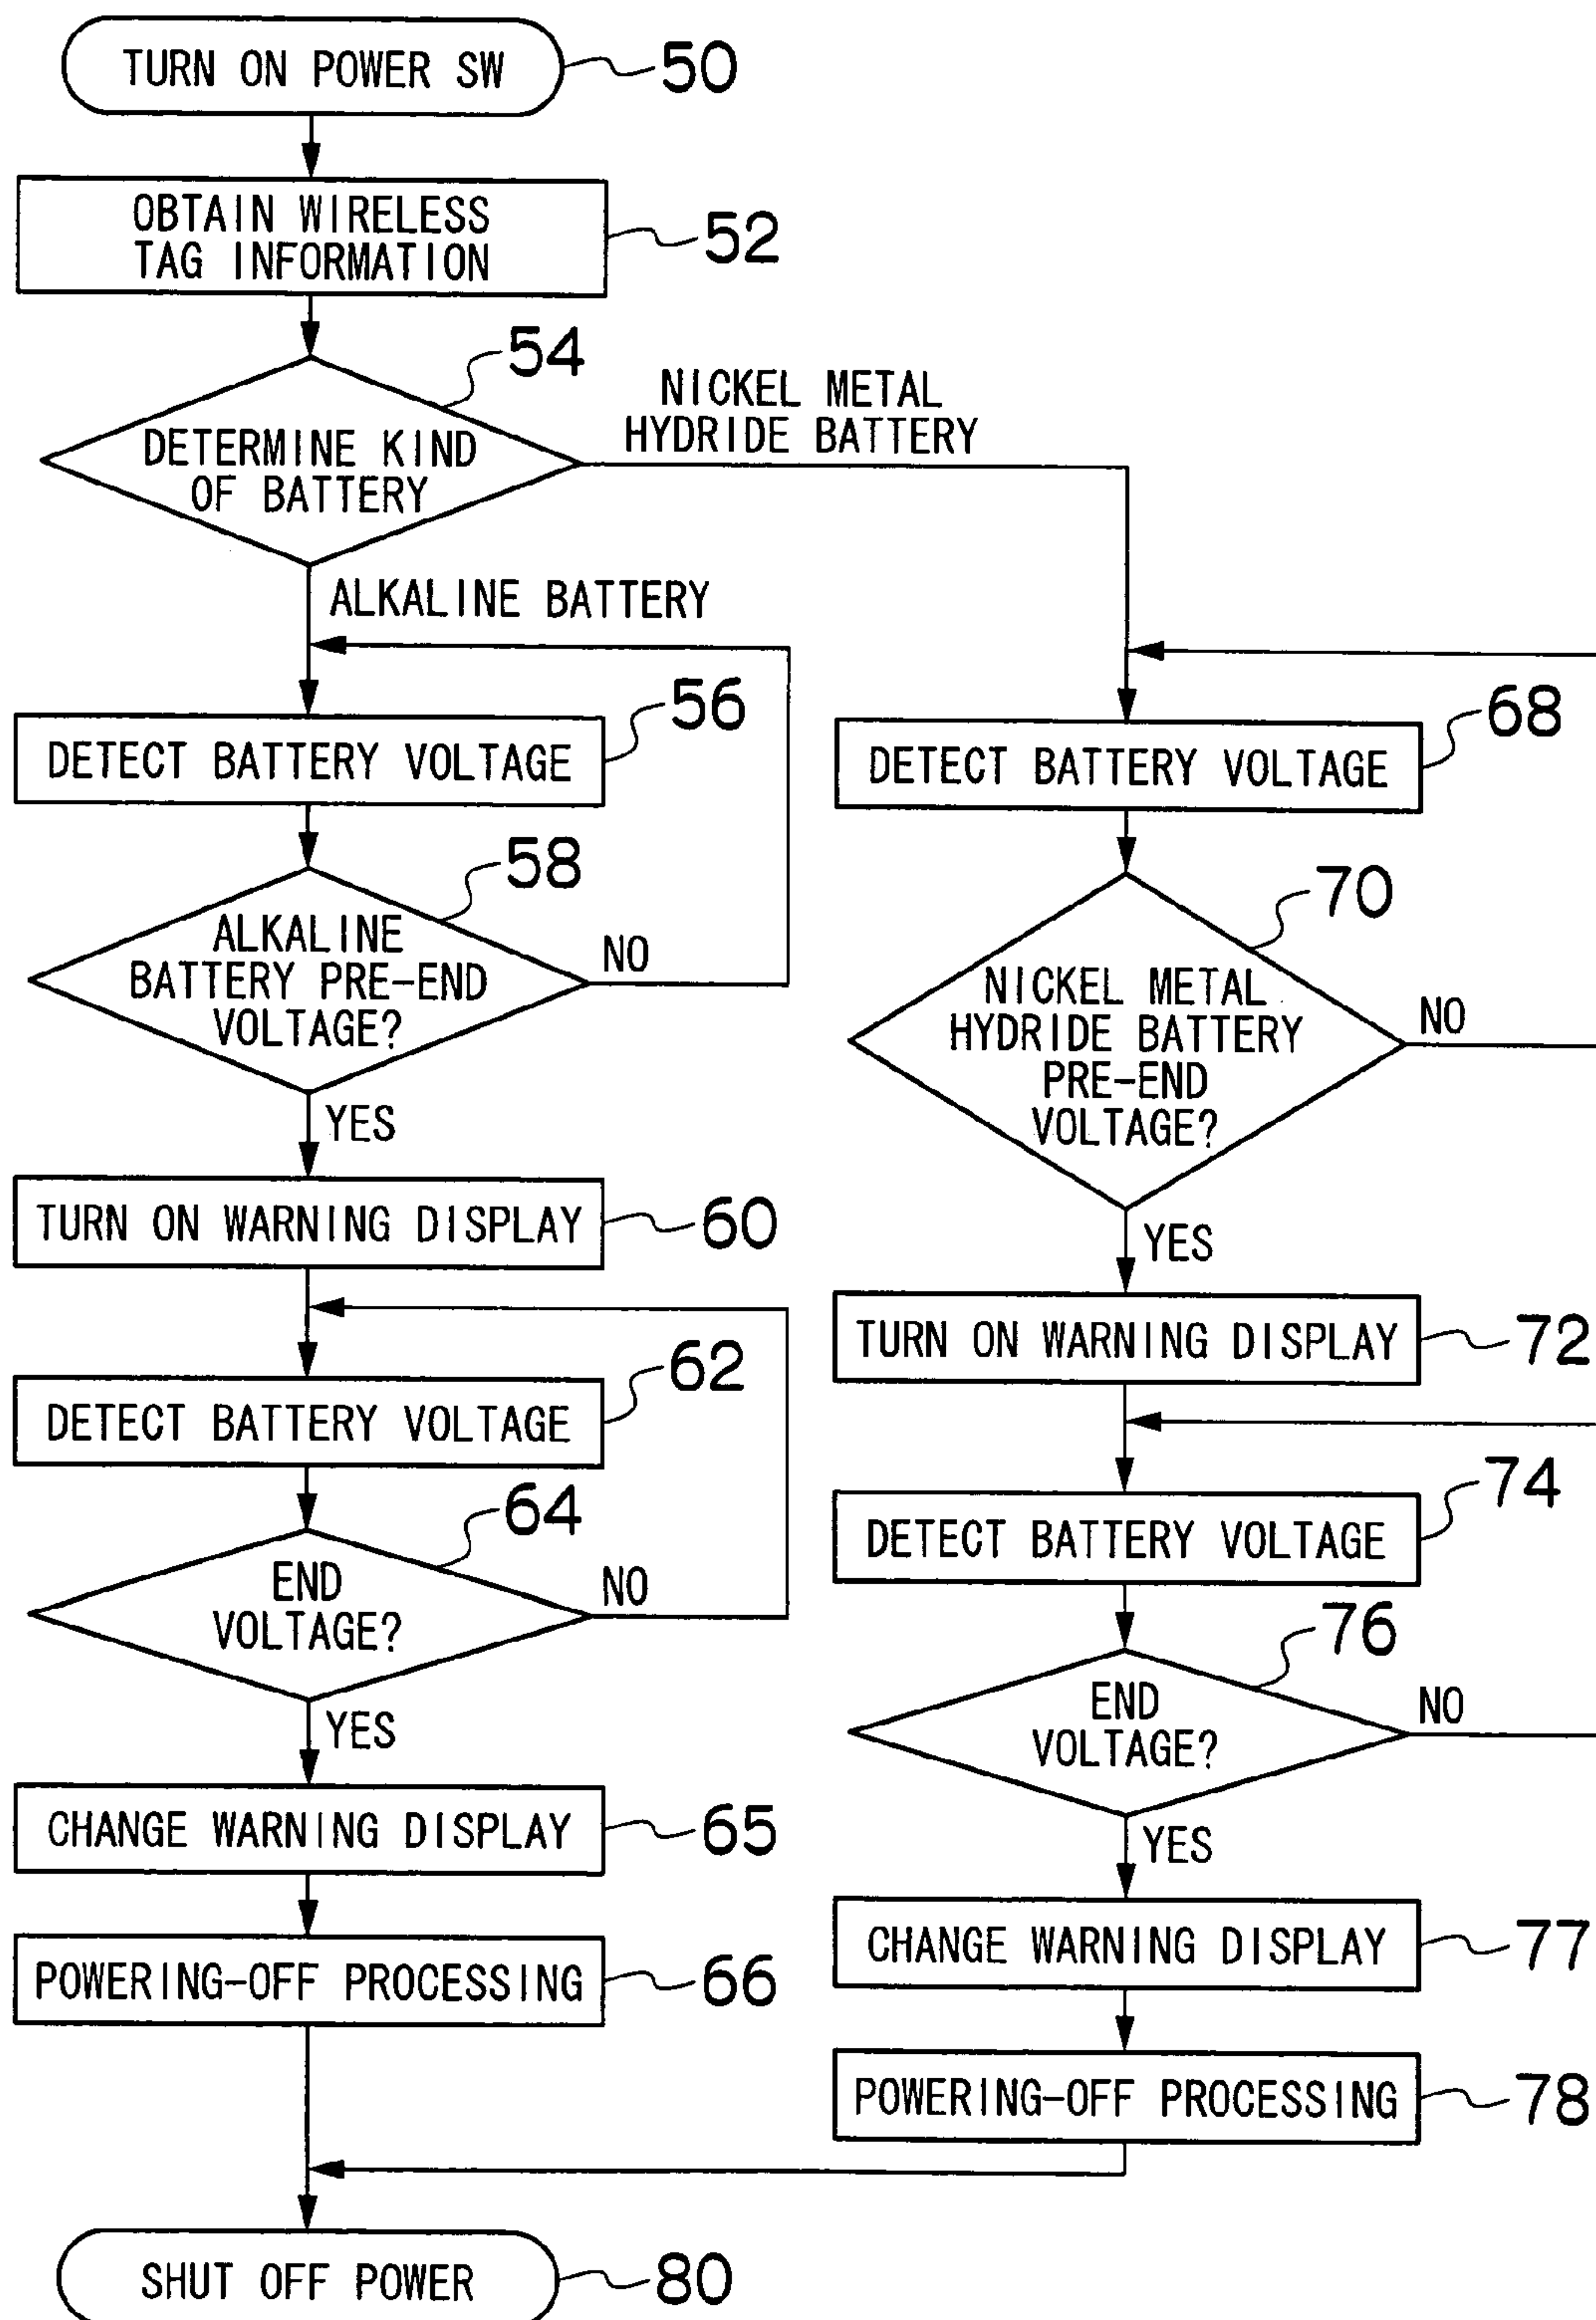 TURN ON POWER SW
50
OBTAIN WIRELESS
TAG INFORMATION
52
54
DETERMINE KIND
OF BATTERY
NICKEL METAL
HYDRIDE BATTERY
ALKALINE BATTERY
56
DETECT BATTERY VOLTAGE
58
ALKALINE
BATTERY PRE-END
VOLTAGE?
NO
YES
TURN ON WARNING DISPLAY
60
62
DETECT BATTERY VOLTAGE
64
END
VOLTAGE?
NO
YES
CHANGE WARNING DISPLAY
65
POWERING-OFF PROCESSING
66
68
DETECT BATTERY VOLTAGE
70
NICKEL METAL
HYDRIDE BATTERY
PRE-END
VOLTAGE?
NO
YES
TURN ON WARNING DISPLAY
72
74
DETECT BATTERY VOLTAGE
76
END
VOLTAGE?
NO
YES
CHANGE WARNING DISPLAY
77
POWERING-OFF PROCESSING
78
SHUT OFF POWER
80